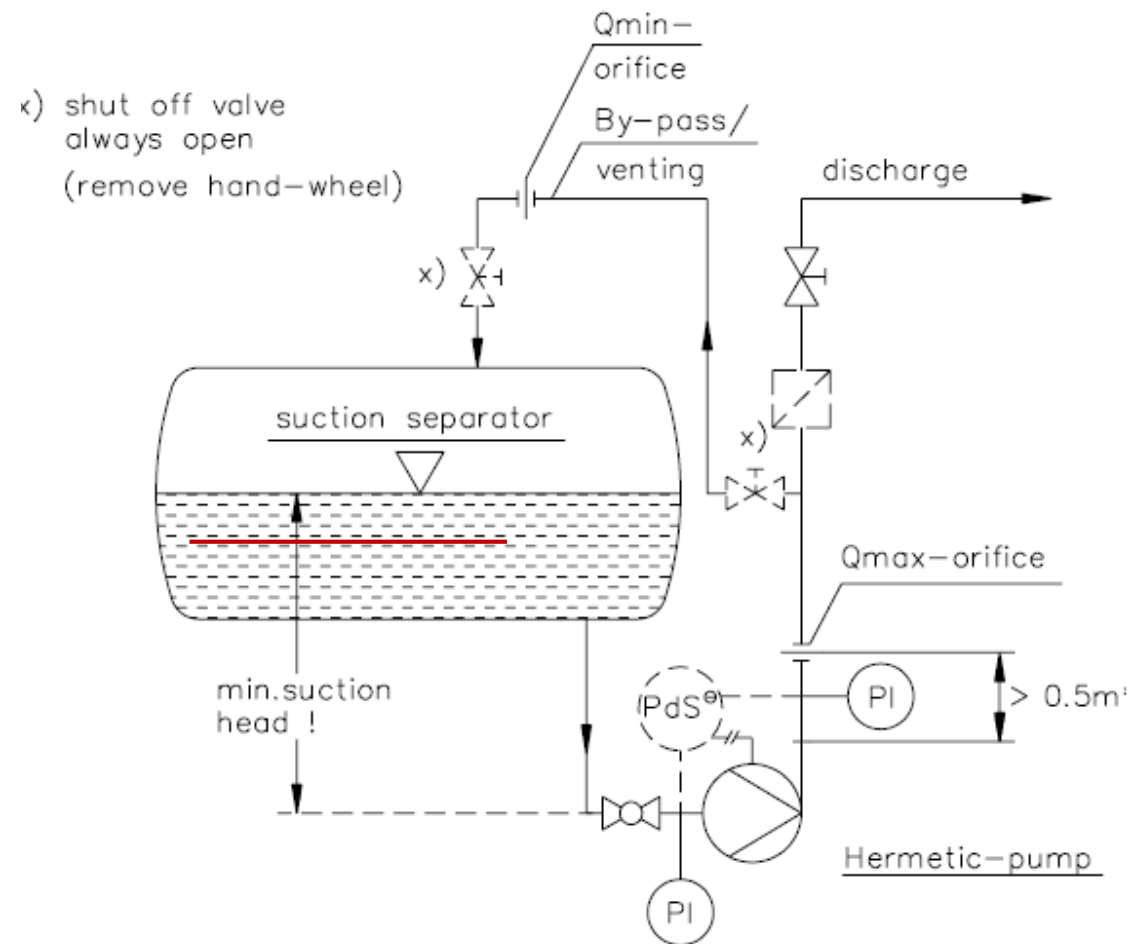 Qmin-
orifice
x) shut off valve
always open
(remove hand-wheel)
By-pass/
venting
discharge
x)
suction separator
x)
Qmax-orifice
min.suction
head !
PdS
PI
> 0.5m
Hermetic-pump
PI